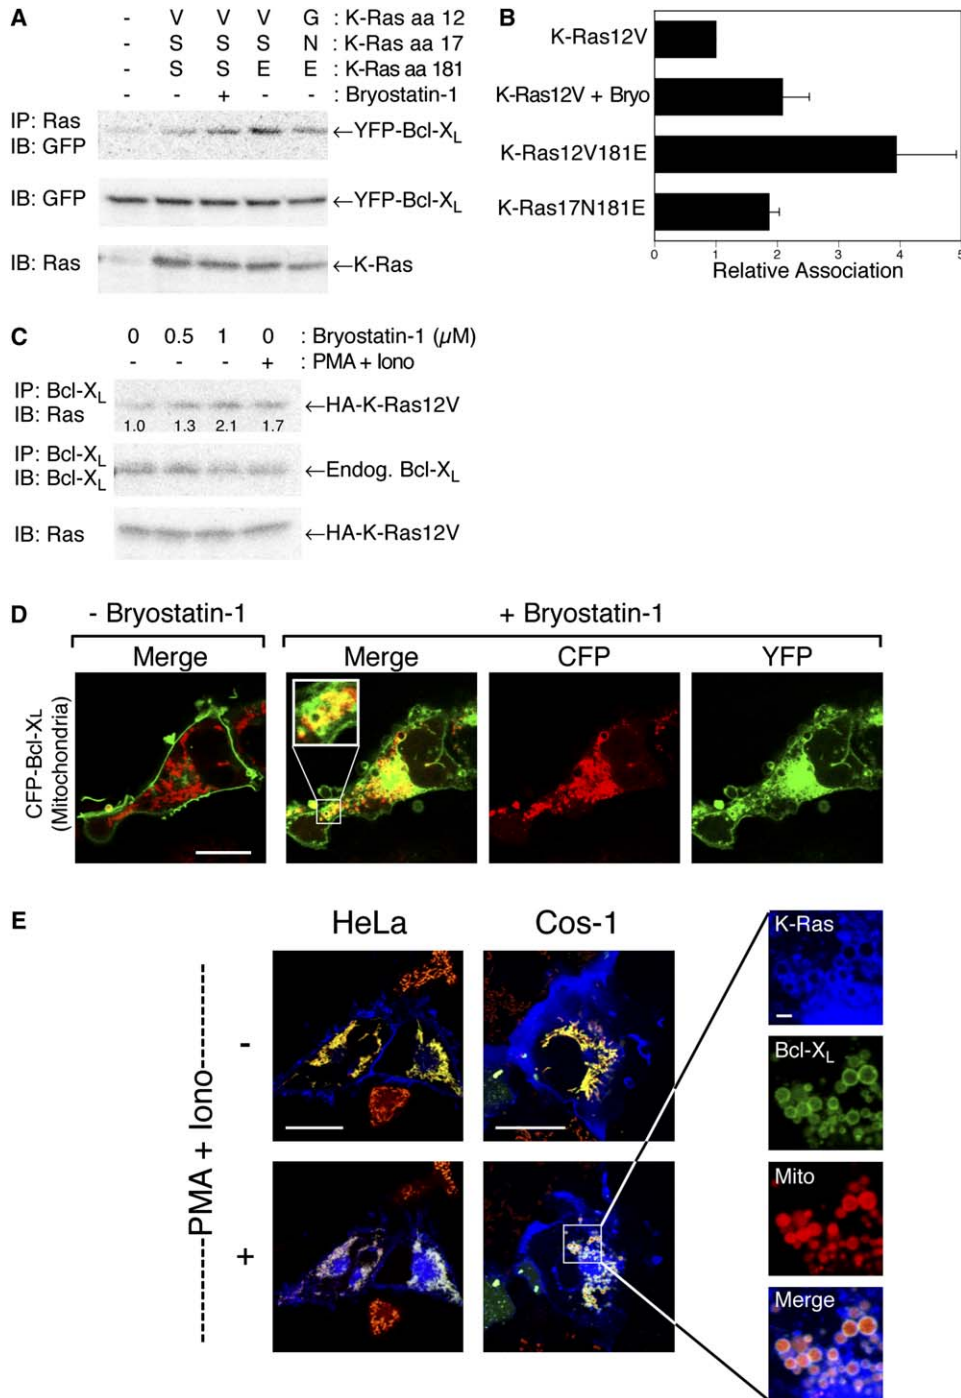 A
- V V V G : K-Ras aa 12
- S S S N : K-Ras aa 17
- S S E E : K-Ras aa 181
- - + - - : Bryostatin-1
IP: Ras
IB: GFP
←YFP-Bcl-XL
IB: GFP
←YFP-Bcl-XL
IB: Ras
←K-Ras
B
K-Ras12V
K-Ras12V + Bryo
K-Ras12V181E
K-Ras17N181E
0 1 2 3 4 5
Relative Association
C
0 0.5 1 0 : Bryostatin-1 (µM)
- - - + : PMA + Iono
IP: Bcl-XL
IB: Ras
1.0 1.3 2.1 1.7
←HA-K-Ras12V
IP: Bcl-XL
IB: Bcl-XL
←Endog. Bcl-XL
IB: Ras
←HA-K-Ras12V
D
- Bryostatin-1
+ Bryostatin-1
Merge
Merge
CFP
YFP
CFP-Bcl-XL
(Mitochondria)
E
HeLa
Cos-1
PMA + Iono
-
+
K-Ras
Bcl-XL
Mito
Merge